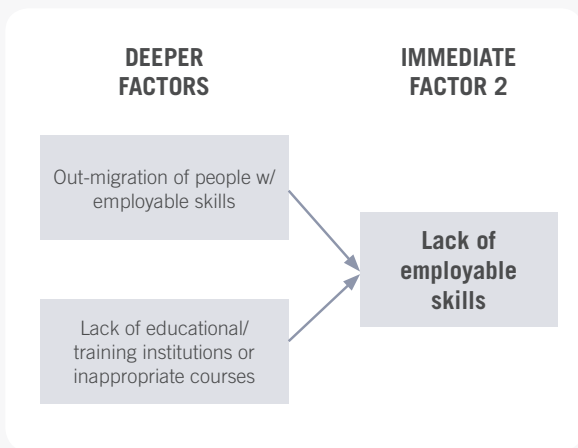 DEEPER
FACTORS
IMMEDIATE
FACTOR 2
Out-migration of people w/
employable skills
Lack of
employable
skills
Lack of educational/
training institutions or
inappropriate courses